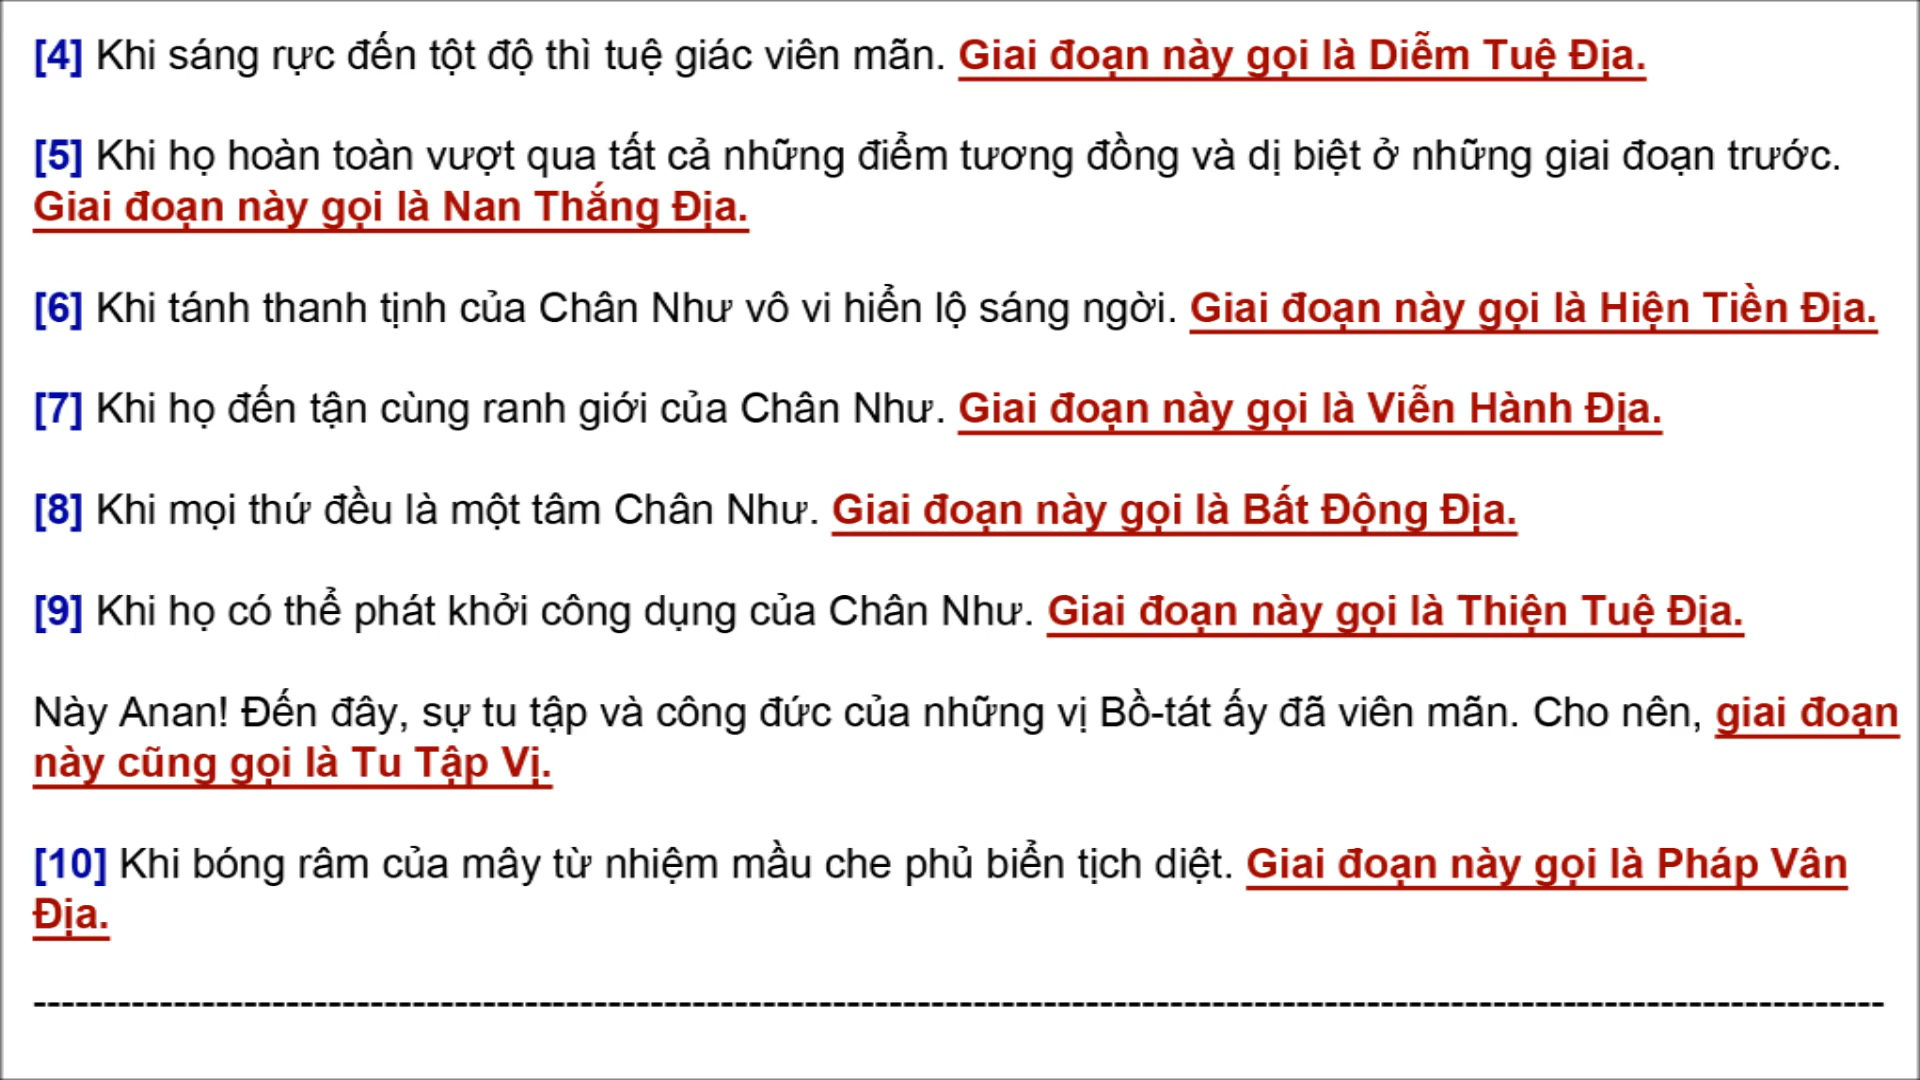 [4] Khi sáng rực đến tột độ thì tuệ giác viên mãn. Giai đoạn này gọi là Diễm Tuệ Địa.
[5] Khi họ hoàn toàn vượt qua tất cả những điểm tương đồng và dị biệt ở những giai đoạn trước.
Giai đoạn này gọi là Nan Thắng Địa.
[6] Khi tánh thanh tịnh của Chân Như vô vi hiển lộ sáng ngời. Giai đoạn này gọi là Hiện Tiền Địa.
[7] Khi họ đến tận cùng ranh giới của Chân Như. Giai đoạn này gọi là Viễn Hành Địa.
[8] Khi mọi thứ đều là một tâm Chân Như. Giai đoạn này gọi là Bất Động Địa.
[9] Khi họ có thể phát khởi công dụng của Chân Như. Giai đoạn này gọi là Thiện Tuệ Địa.
Này Anan! Đến đây, sự tu tập và công đức của những vị Bồ-tát ấy đã viên mãn. Cho nên, giai đoạn
này cũng gọi là Tu Tập Vị.
[10] Khi bóng râm của mây từ nhiệm mầu che phủ biển tịch diệt. Giai đoạn này gọi là Pháp Vân
Địa.
------------------------------------------------------------------------------------------------------------------------------------